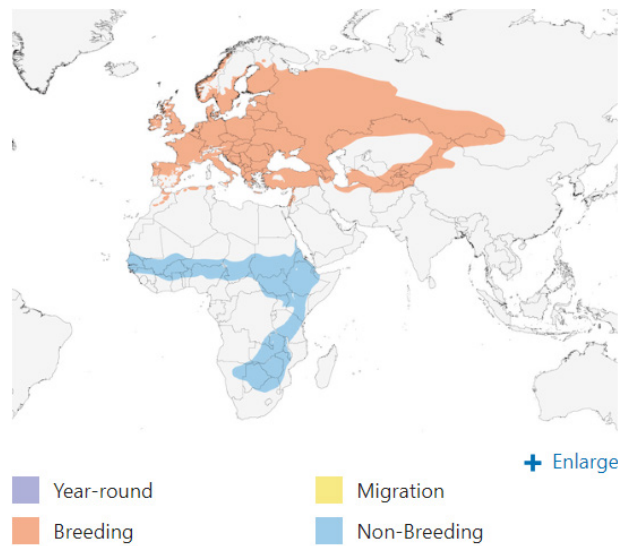 + Enlarge
Year-round
Migration
Breeding
Non-Breeding